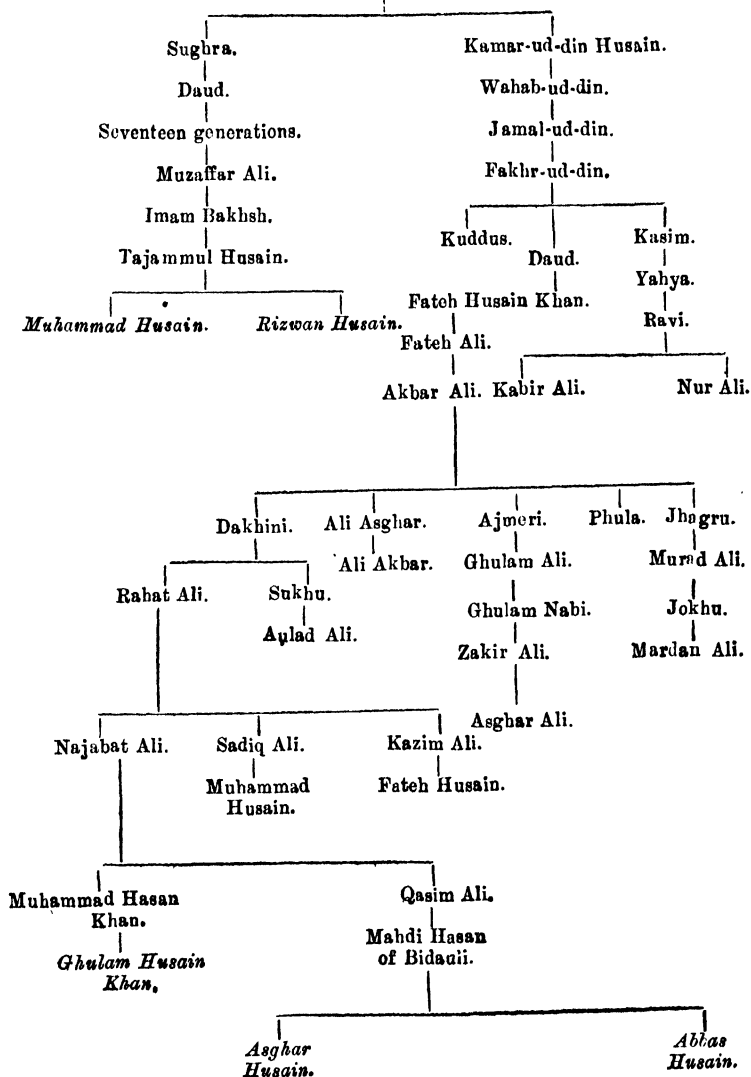 Sughra. Kamar-ud-din Husain.
Daud. Wahab-ud-din.
Seventeen generations. Jamal-ud-din.
Muzaffar Ali. Fakhr-ud-din.
Imam Bakhsh.
Kuddus. Kasim.
Tajammul Husain. Daud.
Yahya.
Fateh Husain Khan.
Muhammad Husain. Rizwan Husain. Ravi.
Fateh Ali.
Akbar Ali. Kabir Ali. Nur Ali.
Dakhini. Ali Asghar. Ajmeri. Phula. Jhagru.
Ali Akbar. Ghulam Ali. Murad Ali.
Rahat Ali. Sukhu. Ghulam Nabi. Jokhu.
Aulad Ali. Zakir Ali. Mardan Ali.
Asghar Ali.
Najabat Ali. Sadiq Ali. Kazim Ali.
Muhammad Fateh Husain.
Husain.
Muhammad Hasan Qasim Ali.
Khan.
Mahdi Hasan
Ghulam Husain of Bidauli.
Khan.
Asghar Abbas
Husain. Husain.